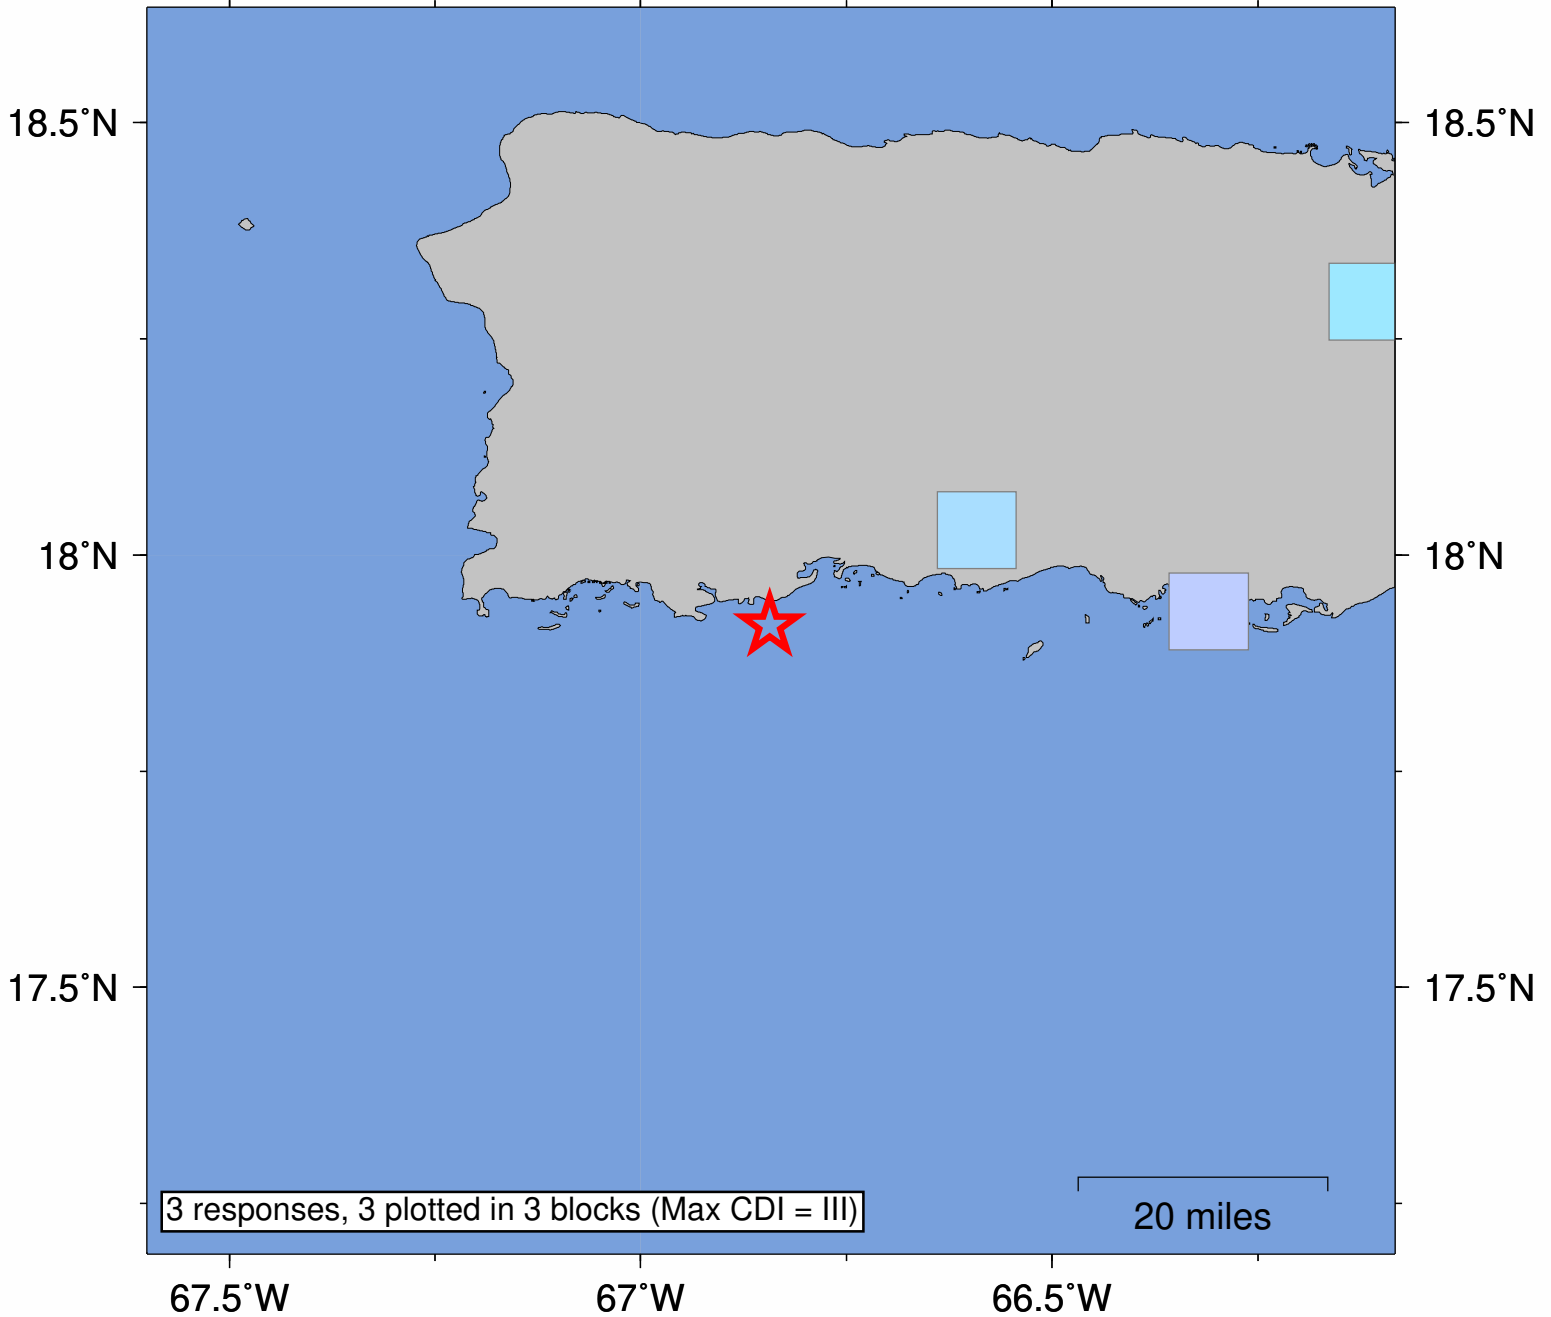 18.5°N
18.5°N
18°N
18°N
17.5°N
17.5°N
3 responses, 3 plotted in 3 blocks (Max CDI = III)
20 miles
67.5°W
67°W
66.5°W